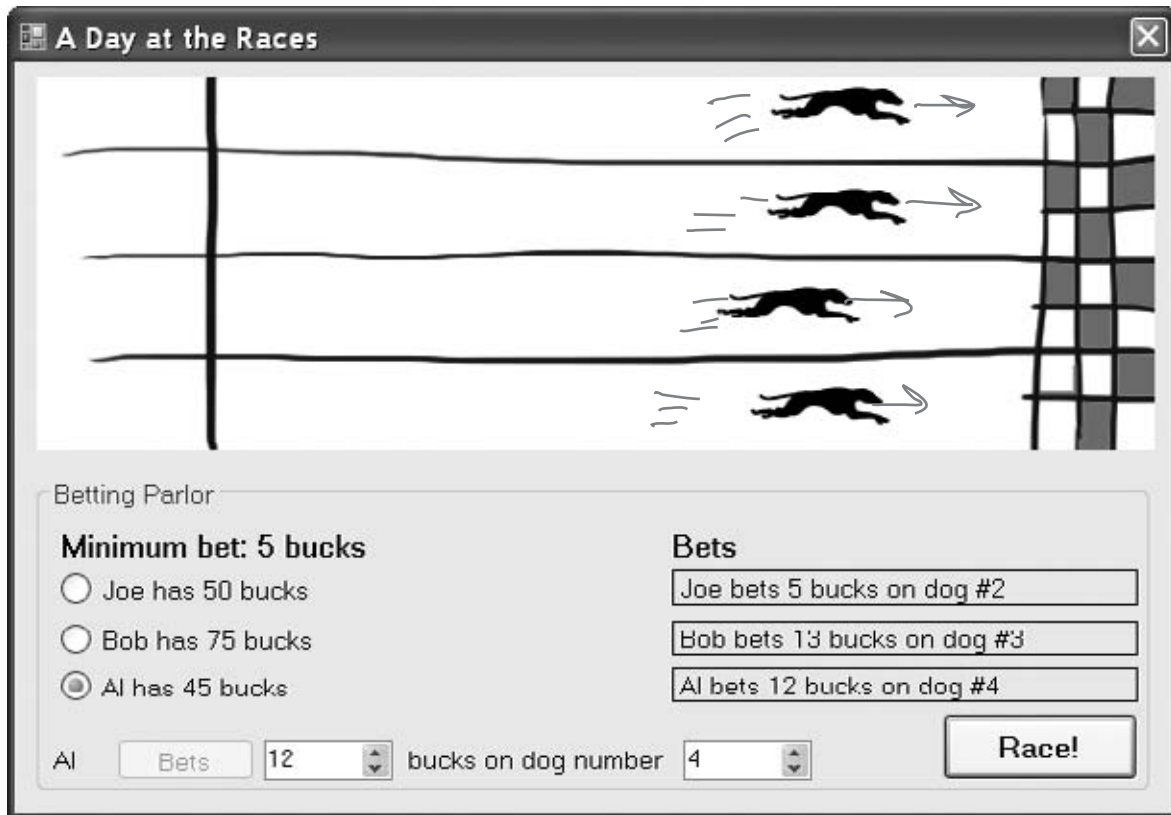 A Day at the Races
Betting Parlor
Minimum bet: 5 bucks
Joe has 50 bucks
Bob has 75 bucks
Al has 45 bucks
Bets
Joe bets 5 bucks on dog #2
Bob bets 13 bucks on dog #3
Al bets 12 bucks on dog #4
Al Bets 12 bucks on dog number 4
Race!